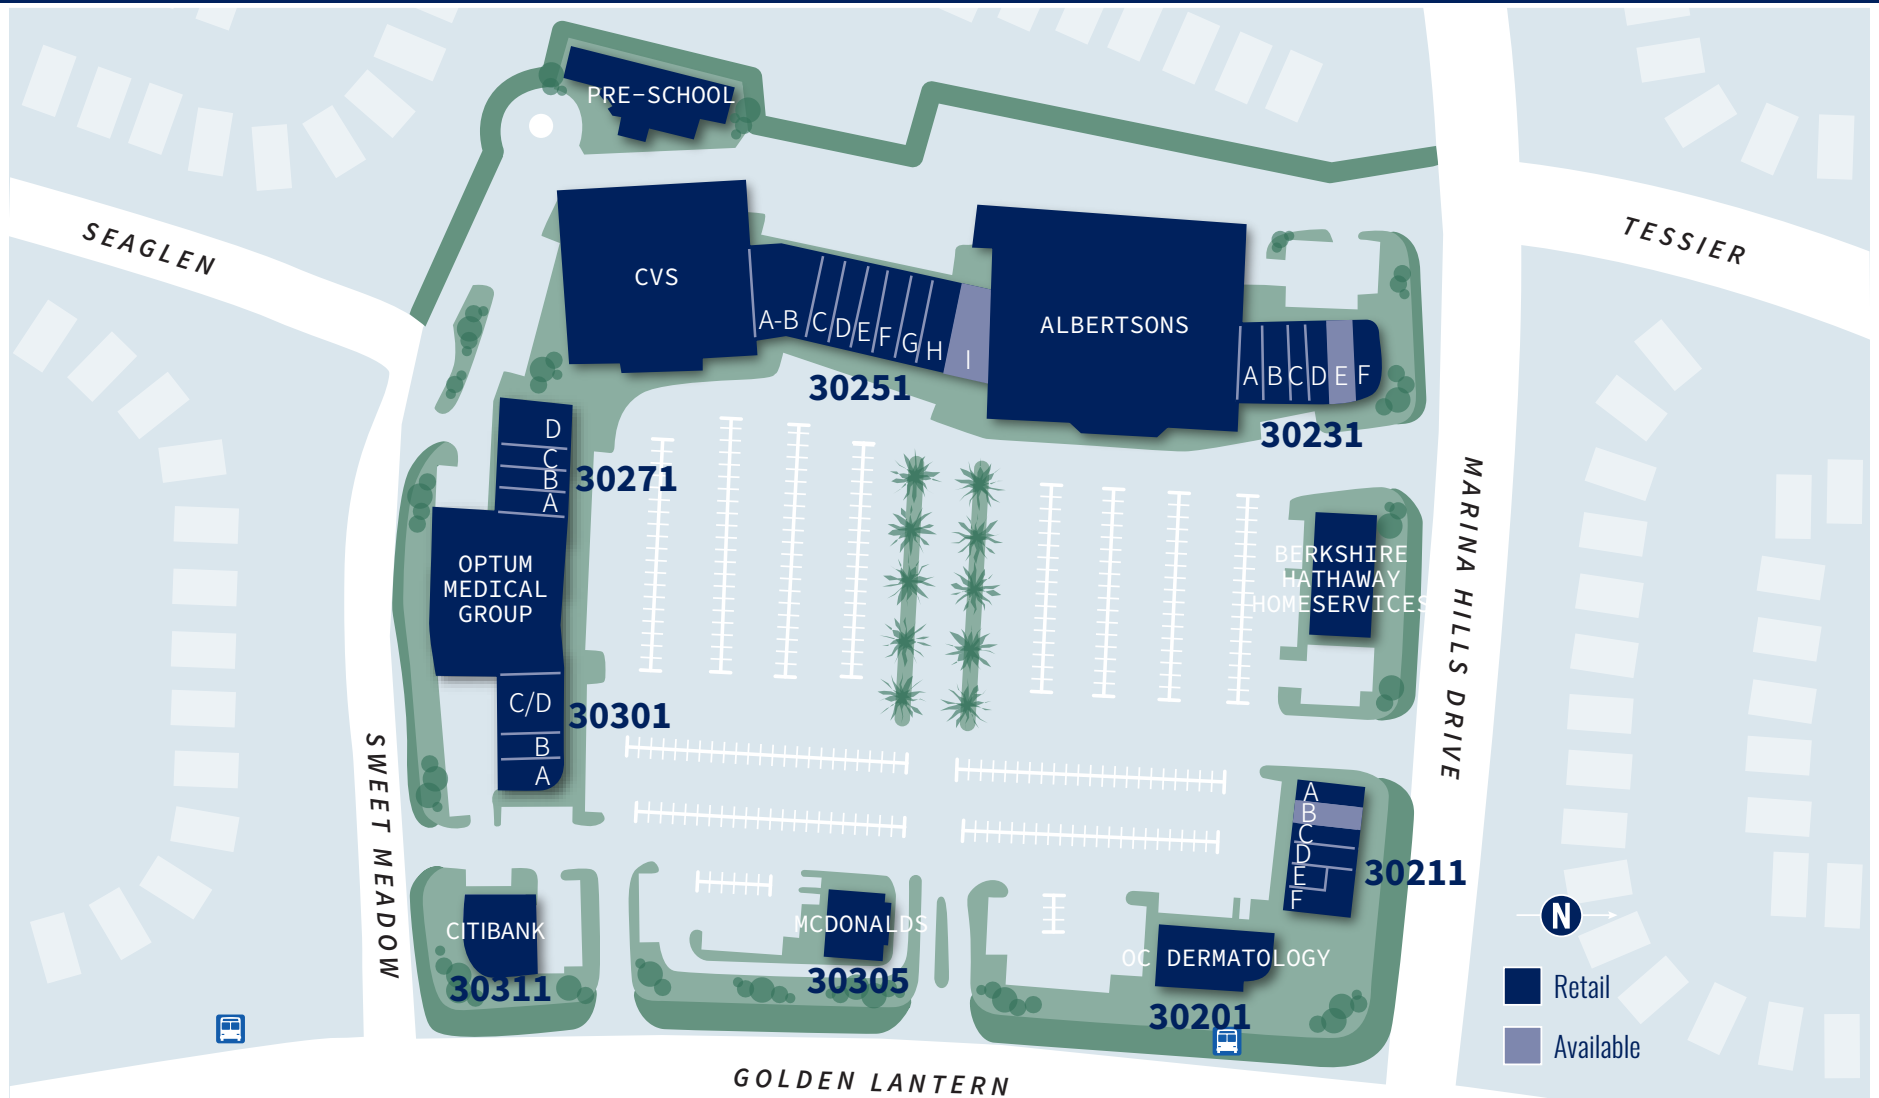 PRE-SCHOOL
SEAGLEN
TESSIER
CVS
ALBERTSONS
A-B
C
D
E
F
G
H
I
30251
A
B
C
D
E
F
30231
D
C
B
A
30271
OPTUM
MEDICAL
GROUP
BERKSHIRE
HATHAWAY
HOMESERVICES
MARINA HILLS DRIVE
C/D
B
A
30301
SWEET MEADOW
A
B
C
D
E
F
30211
CITIBANK
30311
MCDONALDS
30305
OC DERMATOLOGY
30201
N
Retail
Available
GOLDEN LANTERN